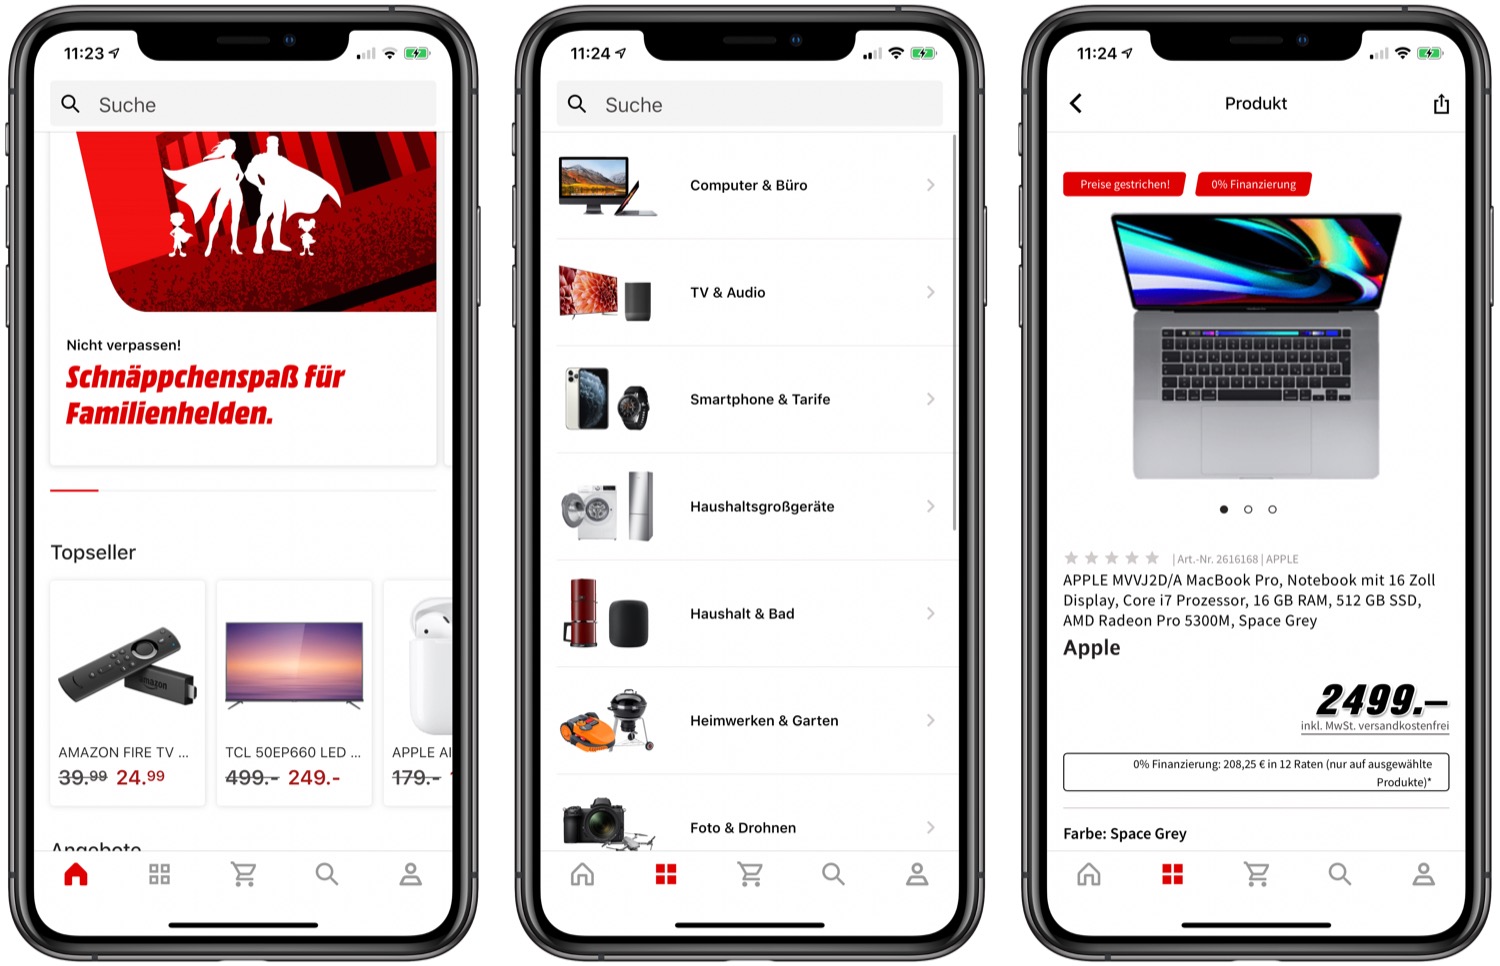 11:23
Suche
Nicht verpassen!
Schnäppchenspaß für
Familienhelden.
Topseller
amazon
AMAZON FIRE TV ...
39.99 24.99
TCL 50EP660 LED ...
499.- 249.-
APPLE AI
179.-
Angebote
11:24
Suche
Computer & Büro
TV & Audio
Smartphone & Tarife
Haushaltsgroßgeräte
Haushalt & Bad
Heimwerken & Garten
Foto & Drohnen
11:24
Produkt
Preise gestrichen!
0% Finanzierung
| Art.-Nr. 2616168 | APPLE
APPLE MVVJ2D/A MacBook Pro, Notebook mit 16 Zoll
Display, Core i7 Prozessor, 16 GB RAM, 512 GB SSD,
AMD Radeon Pro 5300M, Space Grey
Apple
2499.–
inkl. MwSt. versandkostenfrei
0% Finanzierung: 208,25 € in 12 Raten (nur auf ausgewählte
Produkte)*
Farbe: Space Grey